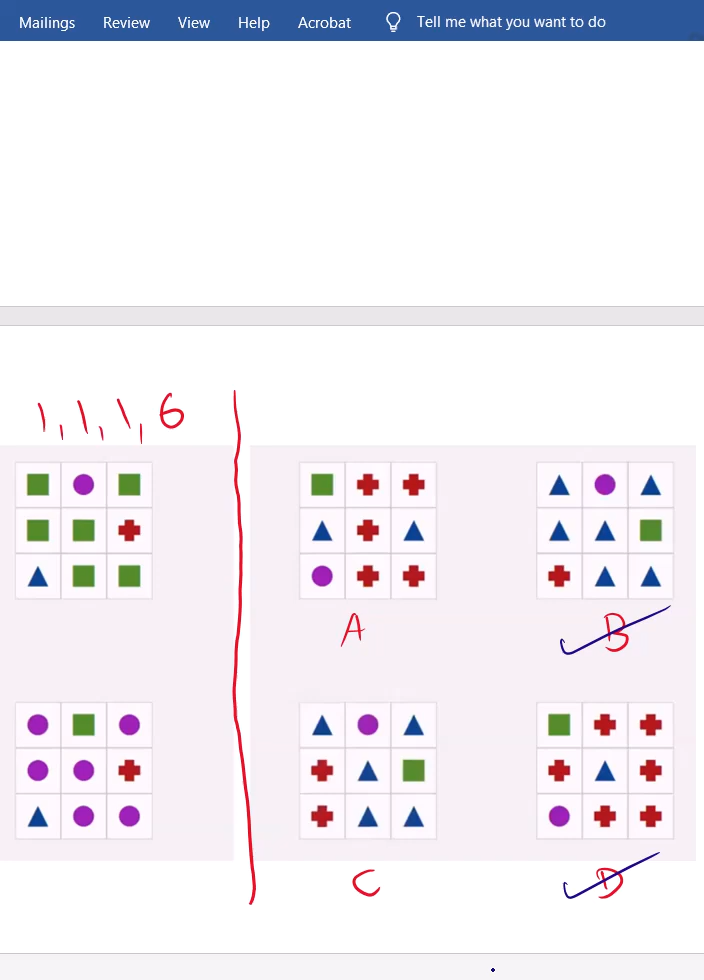 Mailings Review View Help Acrobat Tell me what you want to do
1, 1, 1, 6
A
B
C
D